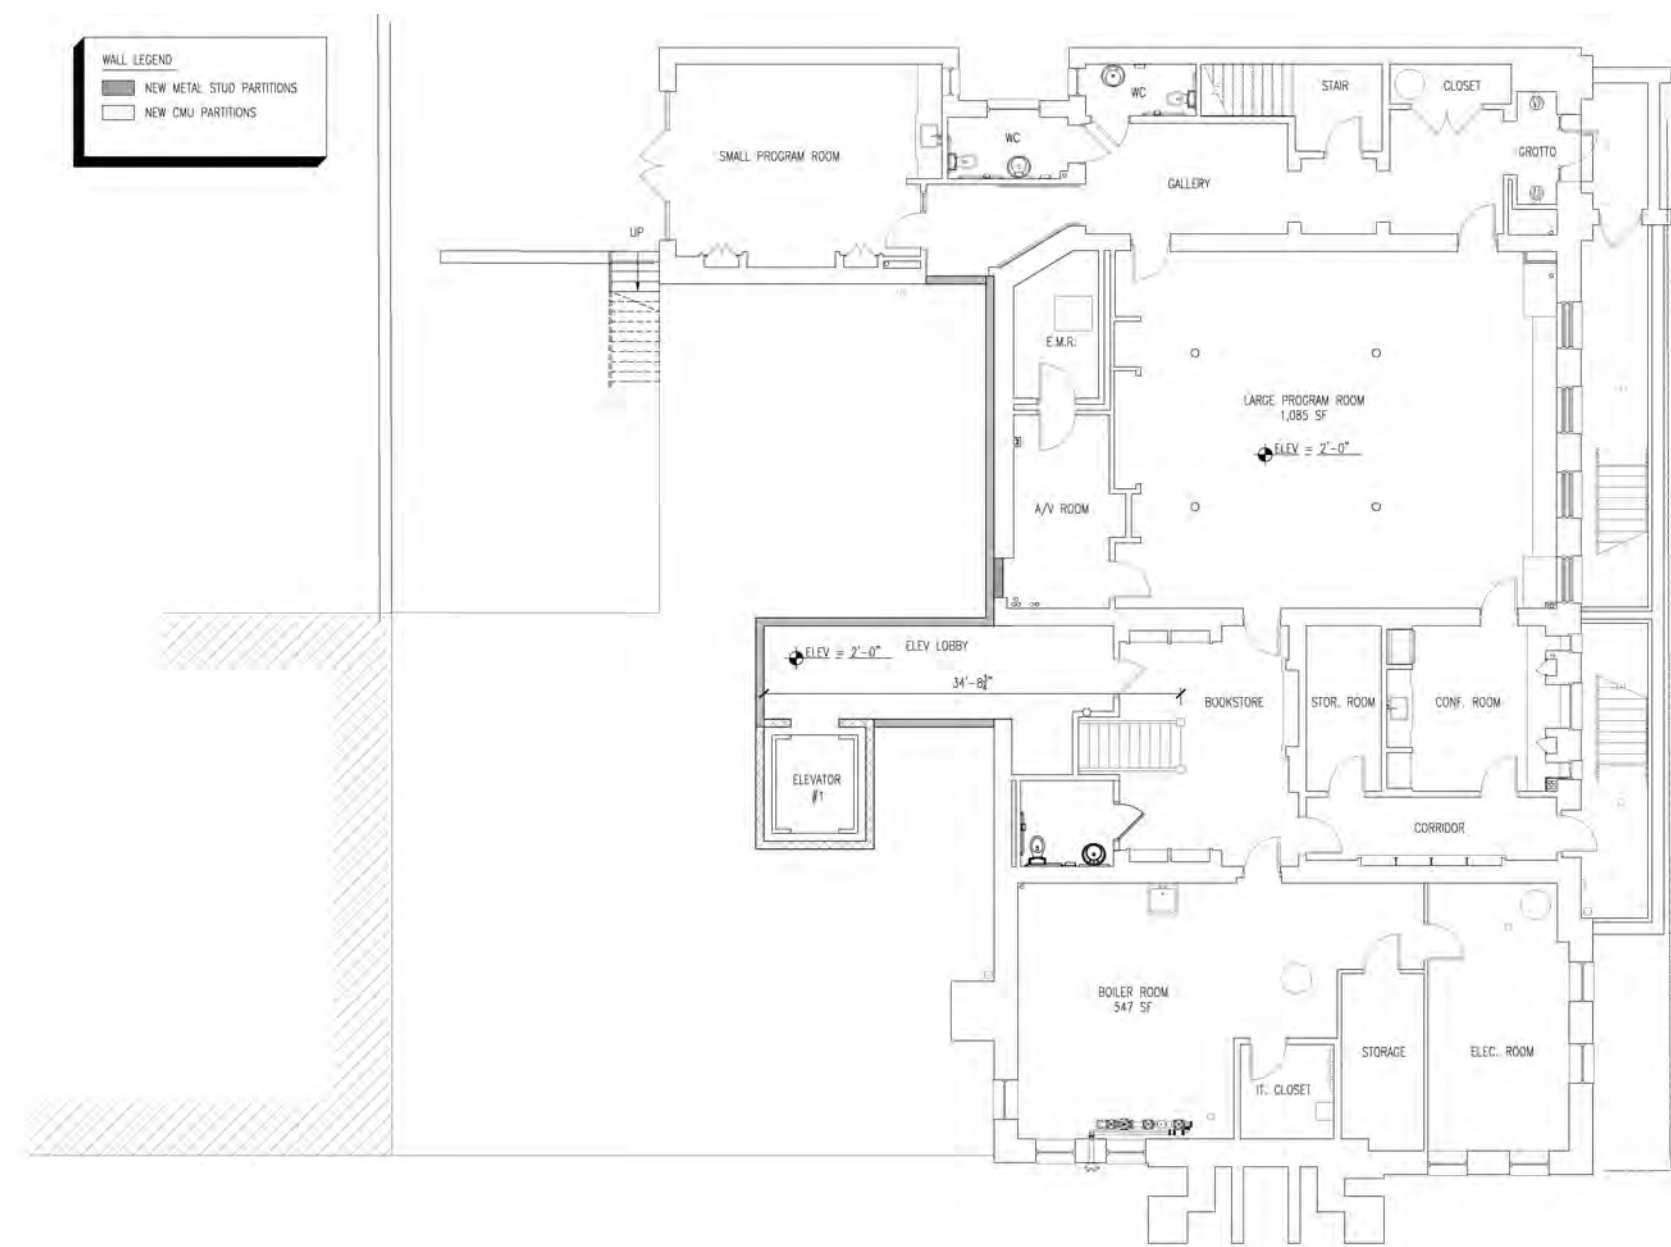 WALL LEGEND
NEW METAL STUD PARTITIONS
NEW CMU PARTITIONS
WC
STAIR
CLOSET
WC
SMALL PROGRAM ROOM
GROTTO
GALLERY
UP
E.M.R.
LARGE PROGRAM ROOM
1,085 SF
ELEV = 2'-0"
A/V ROOM
ELEV = 2'-0"
ELEV LOBBY
34'-8¾"
BOOKSTORE
STOR. ROOM
CONF. ROOM
ELEVATOR
#1
CORRIDOR
BOILER ROOM
547 SF
STORAGE
ELEC. ROOM
IT. CLOSET